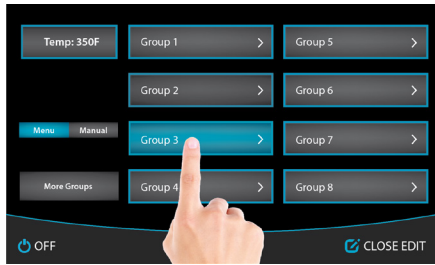 Temp: 350F
Menu
Manual
More Groups
Group 1
Group 2
Group 3
Group 4
Group 5
Group 6
Group 7
Group 8
OFF
CLOSE EDIT